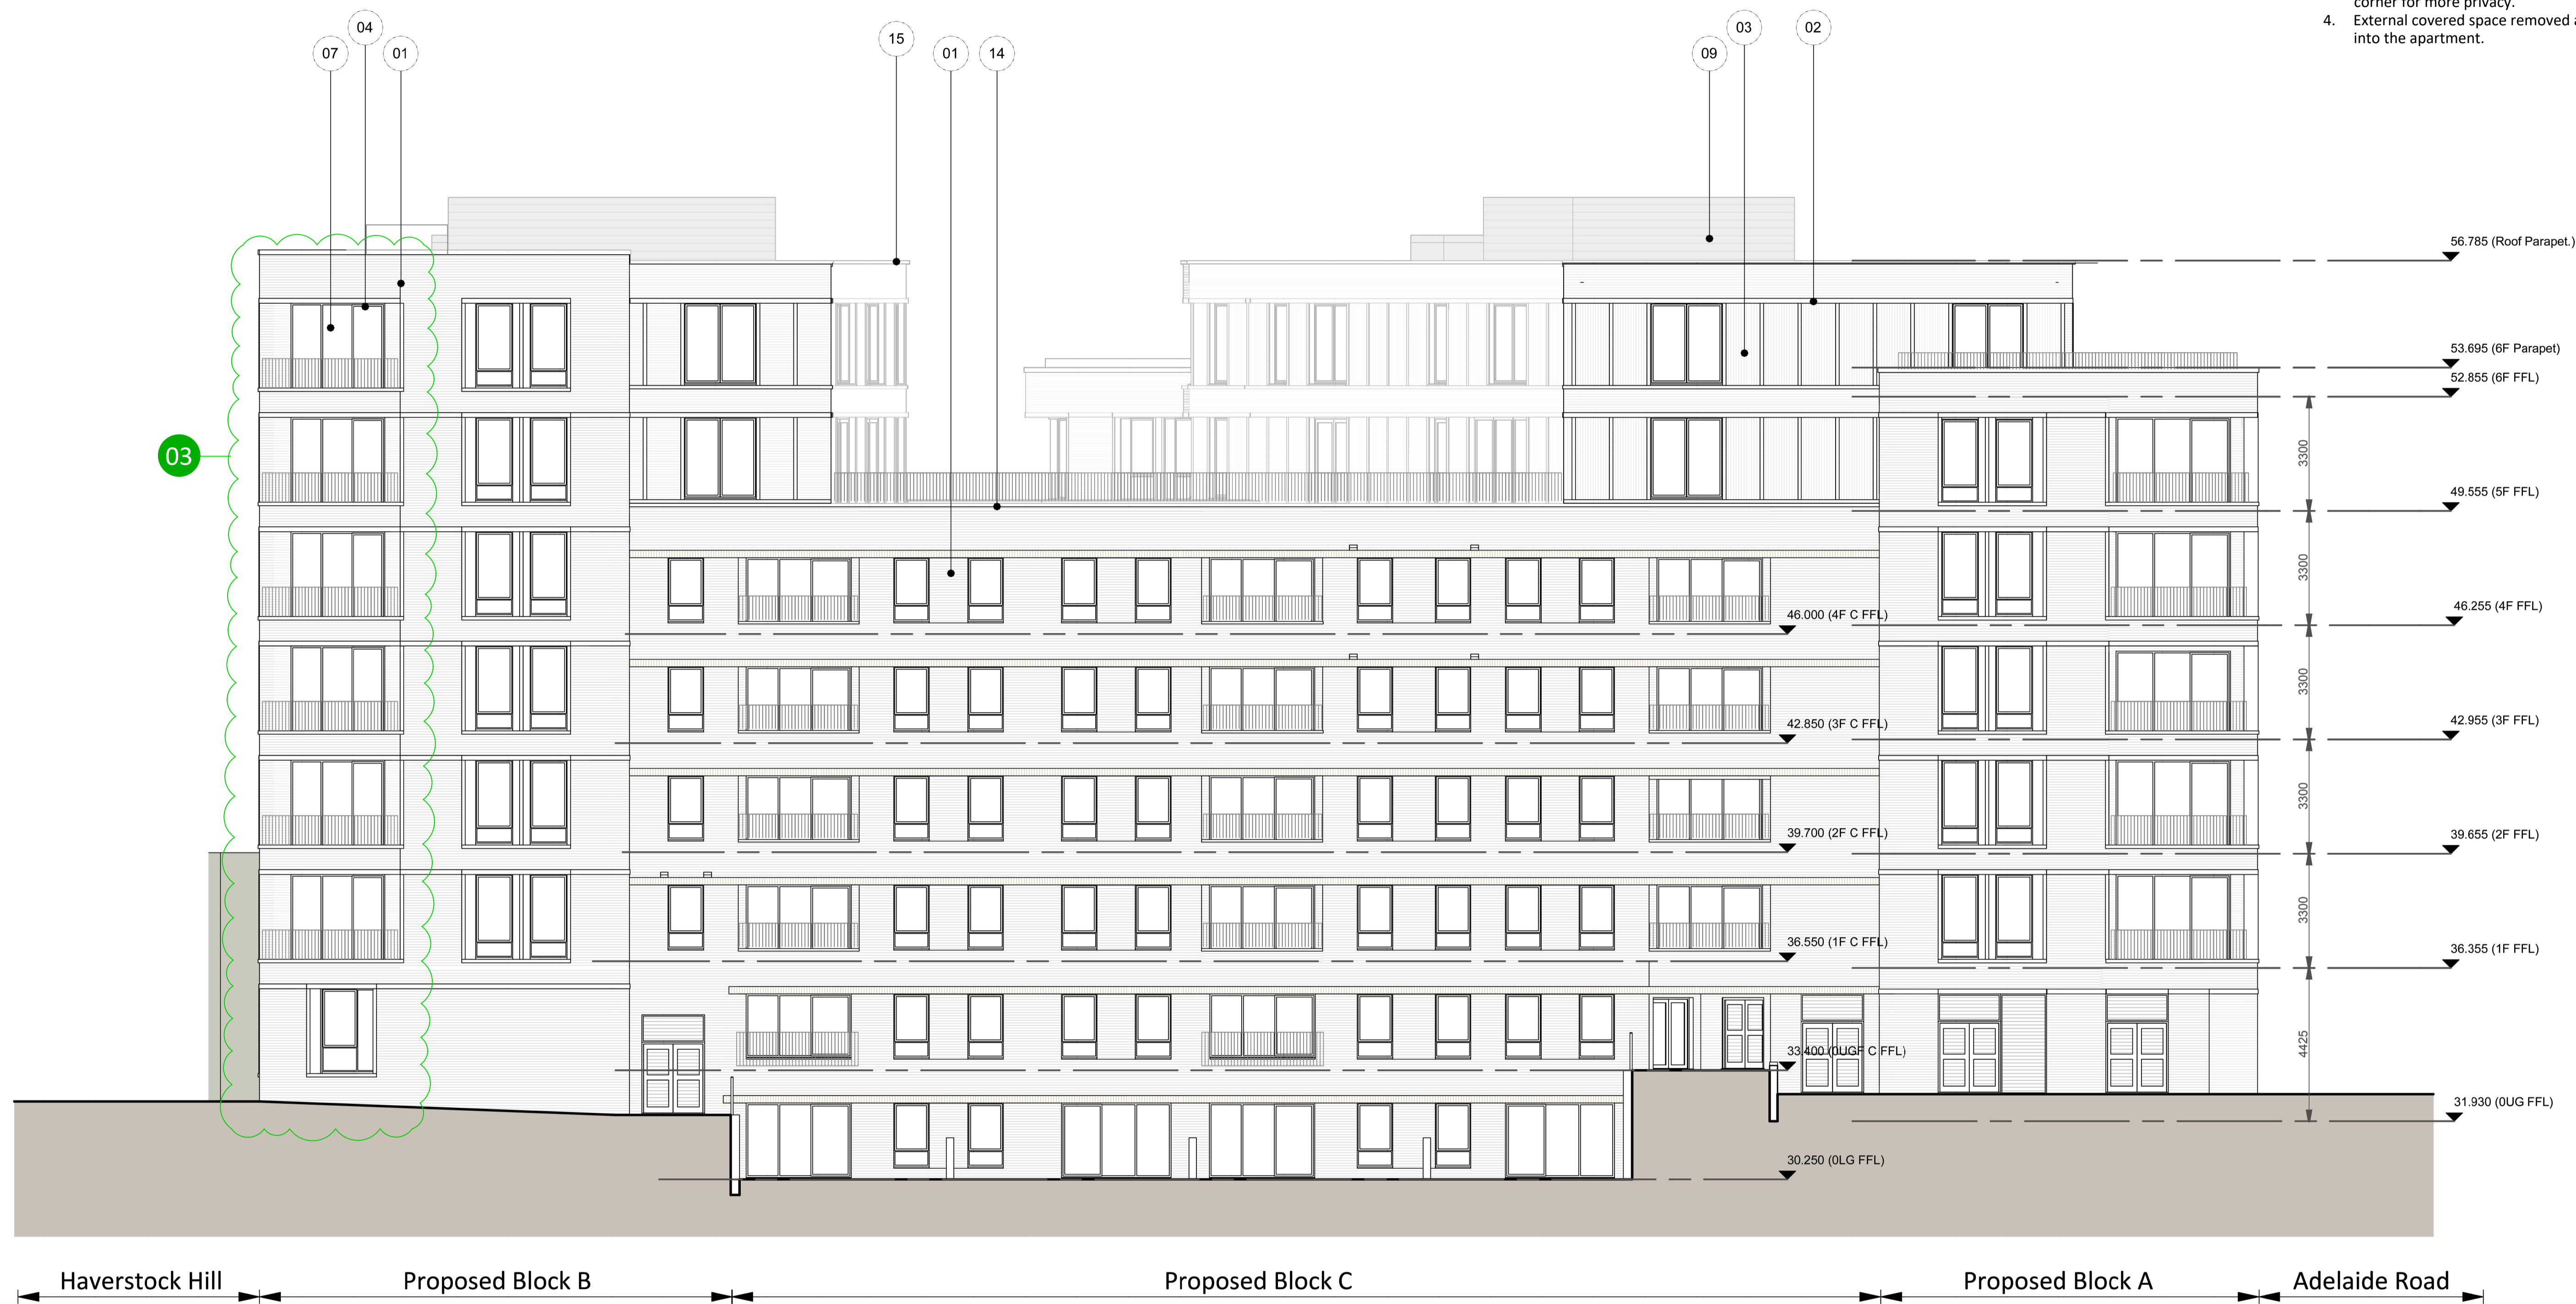 corner for more privacy.
4. External covered space removed
into the apartment.
07
04
01
15
01
14
09
03
02
03
56.785 (Roof Parapet.)
53.695 (6F Parapet)
52.855 (6F FFL)
3300
49.555 (5F FFL)
3300
46.255 (4F FFL)
46.000 (4F C FFL)
3300
42.955 (3F FFL)
42.850 (3F C FFL)
3300
39.700 (2F C FFL)
39.655 (2F FFL)
3300
36.550 (1F C FFL)
36.355 (1F FFL)
4425
33.400 (0UGF C FFL)
31.930 (0UG FFL)
30.250 (0LG FFL)
Haverstock Hill
Proposed Block B
Proposed Block C
Proposed Block A
Adelaide Road